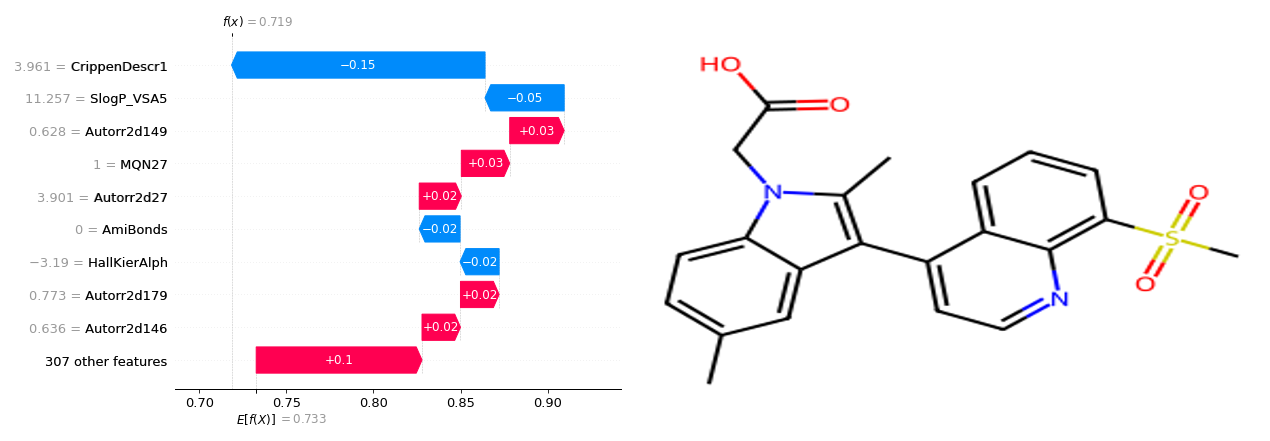 f(x) = 0.719
3.961 = CrippenDescr1
−0.15
11.257 = SlogP_VSA5
−0.05
0.628 = Autorr2d149
+0.03
1 = MQN27
+0.03
3.901 = Autorr2d27
+0.02
0 = AmiBonds
−0.02
−3.19 = HallKierAlph
−0.02
0.773 = Autorr2d179
+0.02
0.636 = Autorr2d146
+0.02
307 other features
+0.1
0.70 0.75 0.80 0.85 0.90
E[f(X)] = 0.733
HO
O
N
O
S
O
N